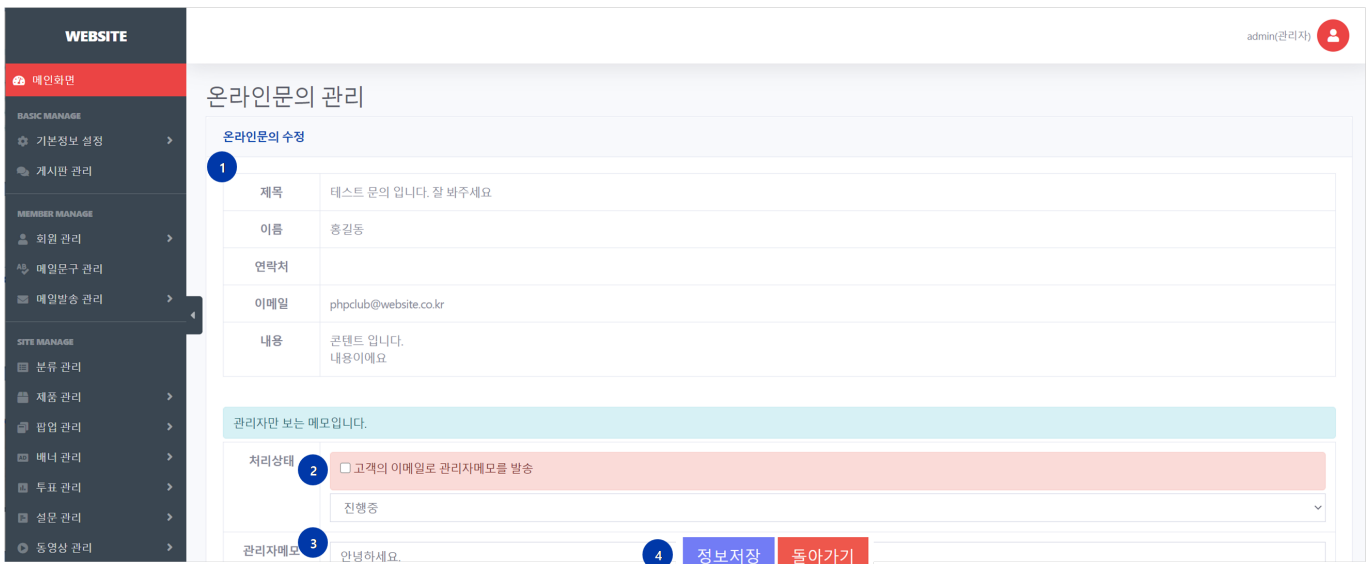 WEBSITE
admin(관리자)
메인화면
BASIC MANAGE
기본정보 설정
게시판 관리
MEMBER MANAGE
회원 관리
메일문구 관리
메일발송 관리
SITE MANAGE
분류 관리
제품 관리
팝업 관리
배너 관리
투표 관리
설문 관리
동영상 관리
온라인문의 관리
온라인문의 수정
1
제목 테스트 문의 입니다. 잘 봐주세요
이름 홍길동
연락처
이메일 phpclub@website.co.kr
내용 콘텐트 입니다.
내용이에요
관리자만 보는 메모입니다.
처리상태 2 고객의 이메일로 관리자메모를 발송
진행중
관리자메모 3 안녕하세요.
4 정보저장 돌아가기